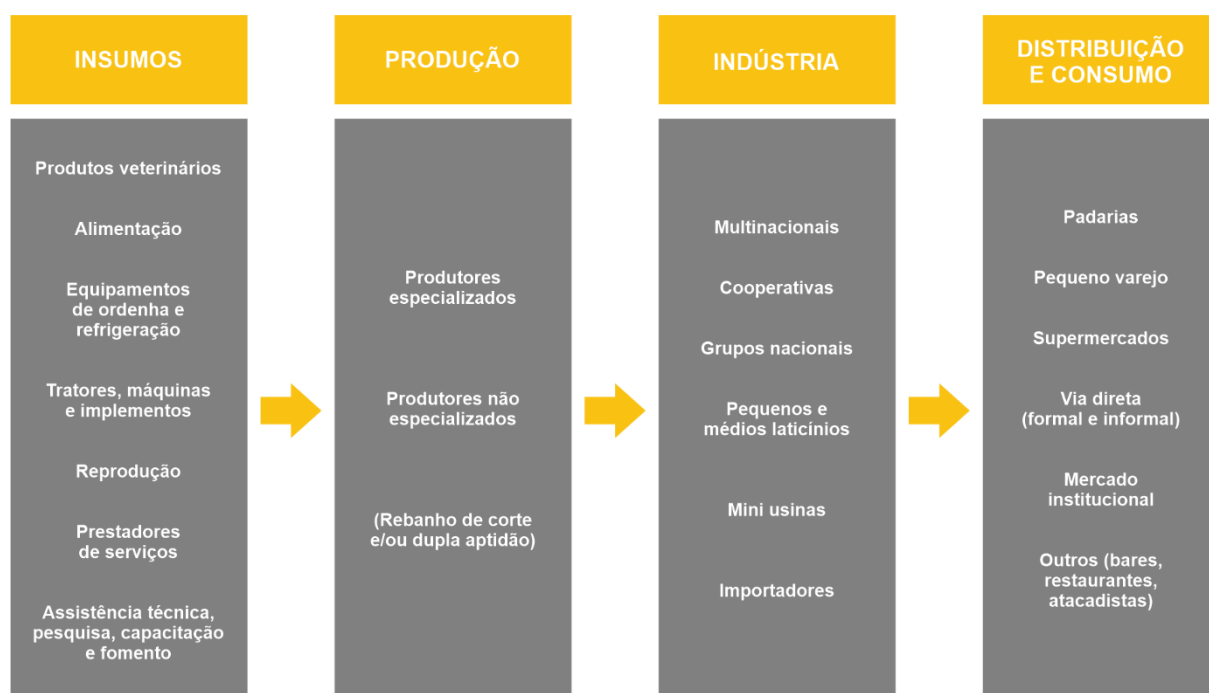 INSUMOS
Produtos veterinários
Alimentação
Equipamentos
de ordenha e
refrigeração
Tratores, máquinas
e implementos
Reprodução
Prestadores
de serviços
Assistência técnica,
pesquisa, capacitação
e fomento
PRODUÇÃO
Produtores
especializados
Produtores não
especializados
(Rebanho de corte
e/ou dupla aptidão)
INDÚSTRIA
Multinacionais
Cooperativas
Grupos nacionais
Pequenos e
médios laticínios
Mini usinas
Importadores
DISTRIBUIÇÃO
E CONSUMO
Padarias
Pequeno varejo
Supermercados
Via direta
(formal e informal)
Mercado
institucional
Outros (bares,
restaurantes,
atacadistas)